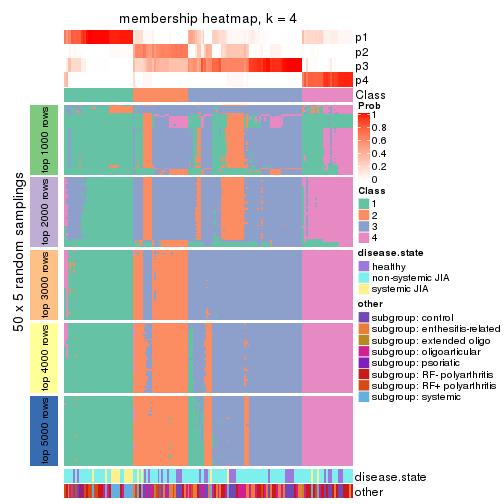 membership heatmap, k = 4
p1
p2
p3
p4
Class
50 x 5 random samplings
top 1000 rows
top 2000 rows
top 3000 rows
top 4000 rows
top 5000 rows
Prob
1
0.8
0.6
0.4
0.2
0
Class
1
2
3
4
disease.state
healthy
non-systemic JIA
systemic JIA
other
subgroup: control
subgroup: enthesitis-related
subgroup: extended oligo
subgroup: oligoarticular
subgroup: psoriatic
subgroup: RF- polyarthritis
subgroup: RF+ polyarthritis
subgroup: systemic
disease.state
other